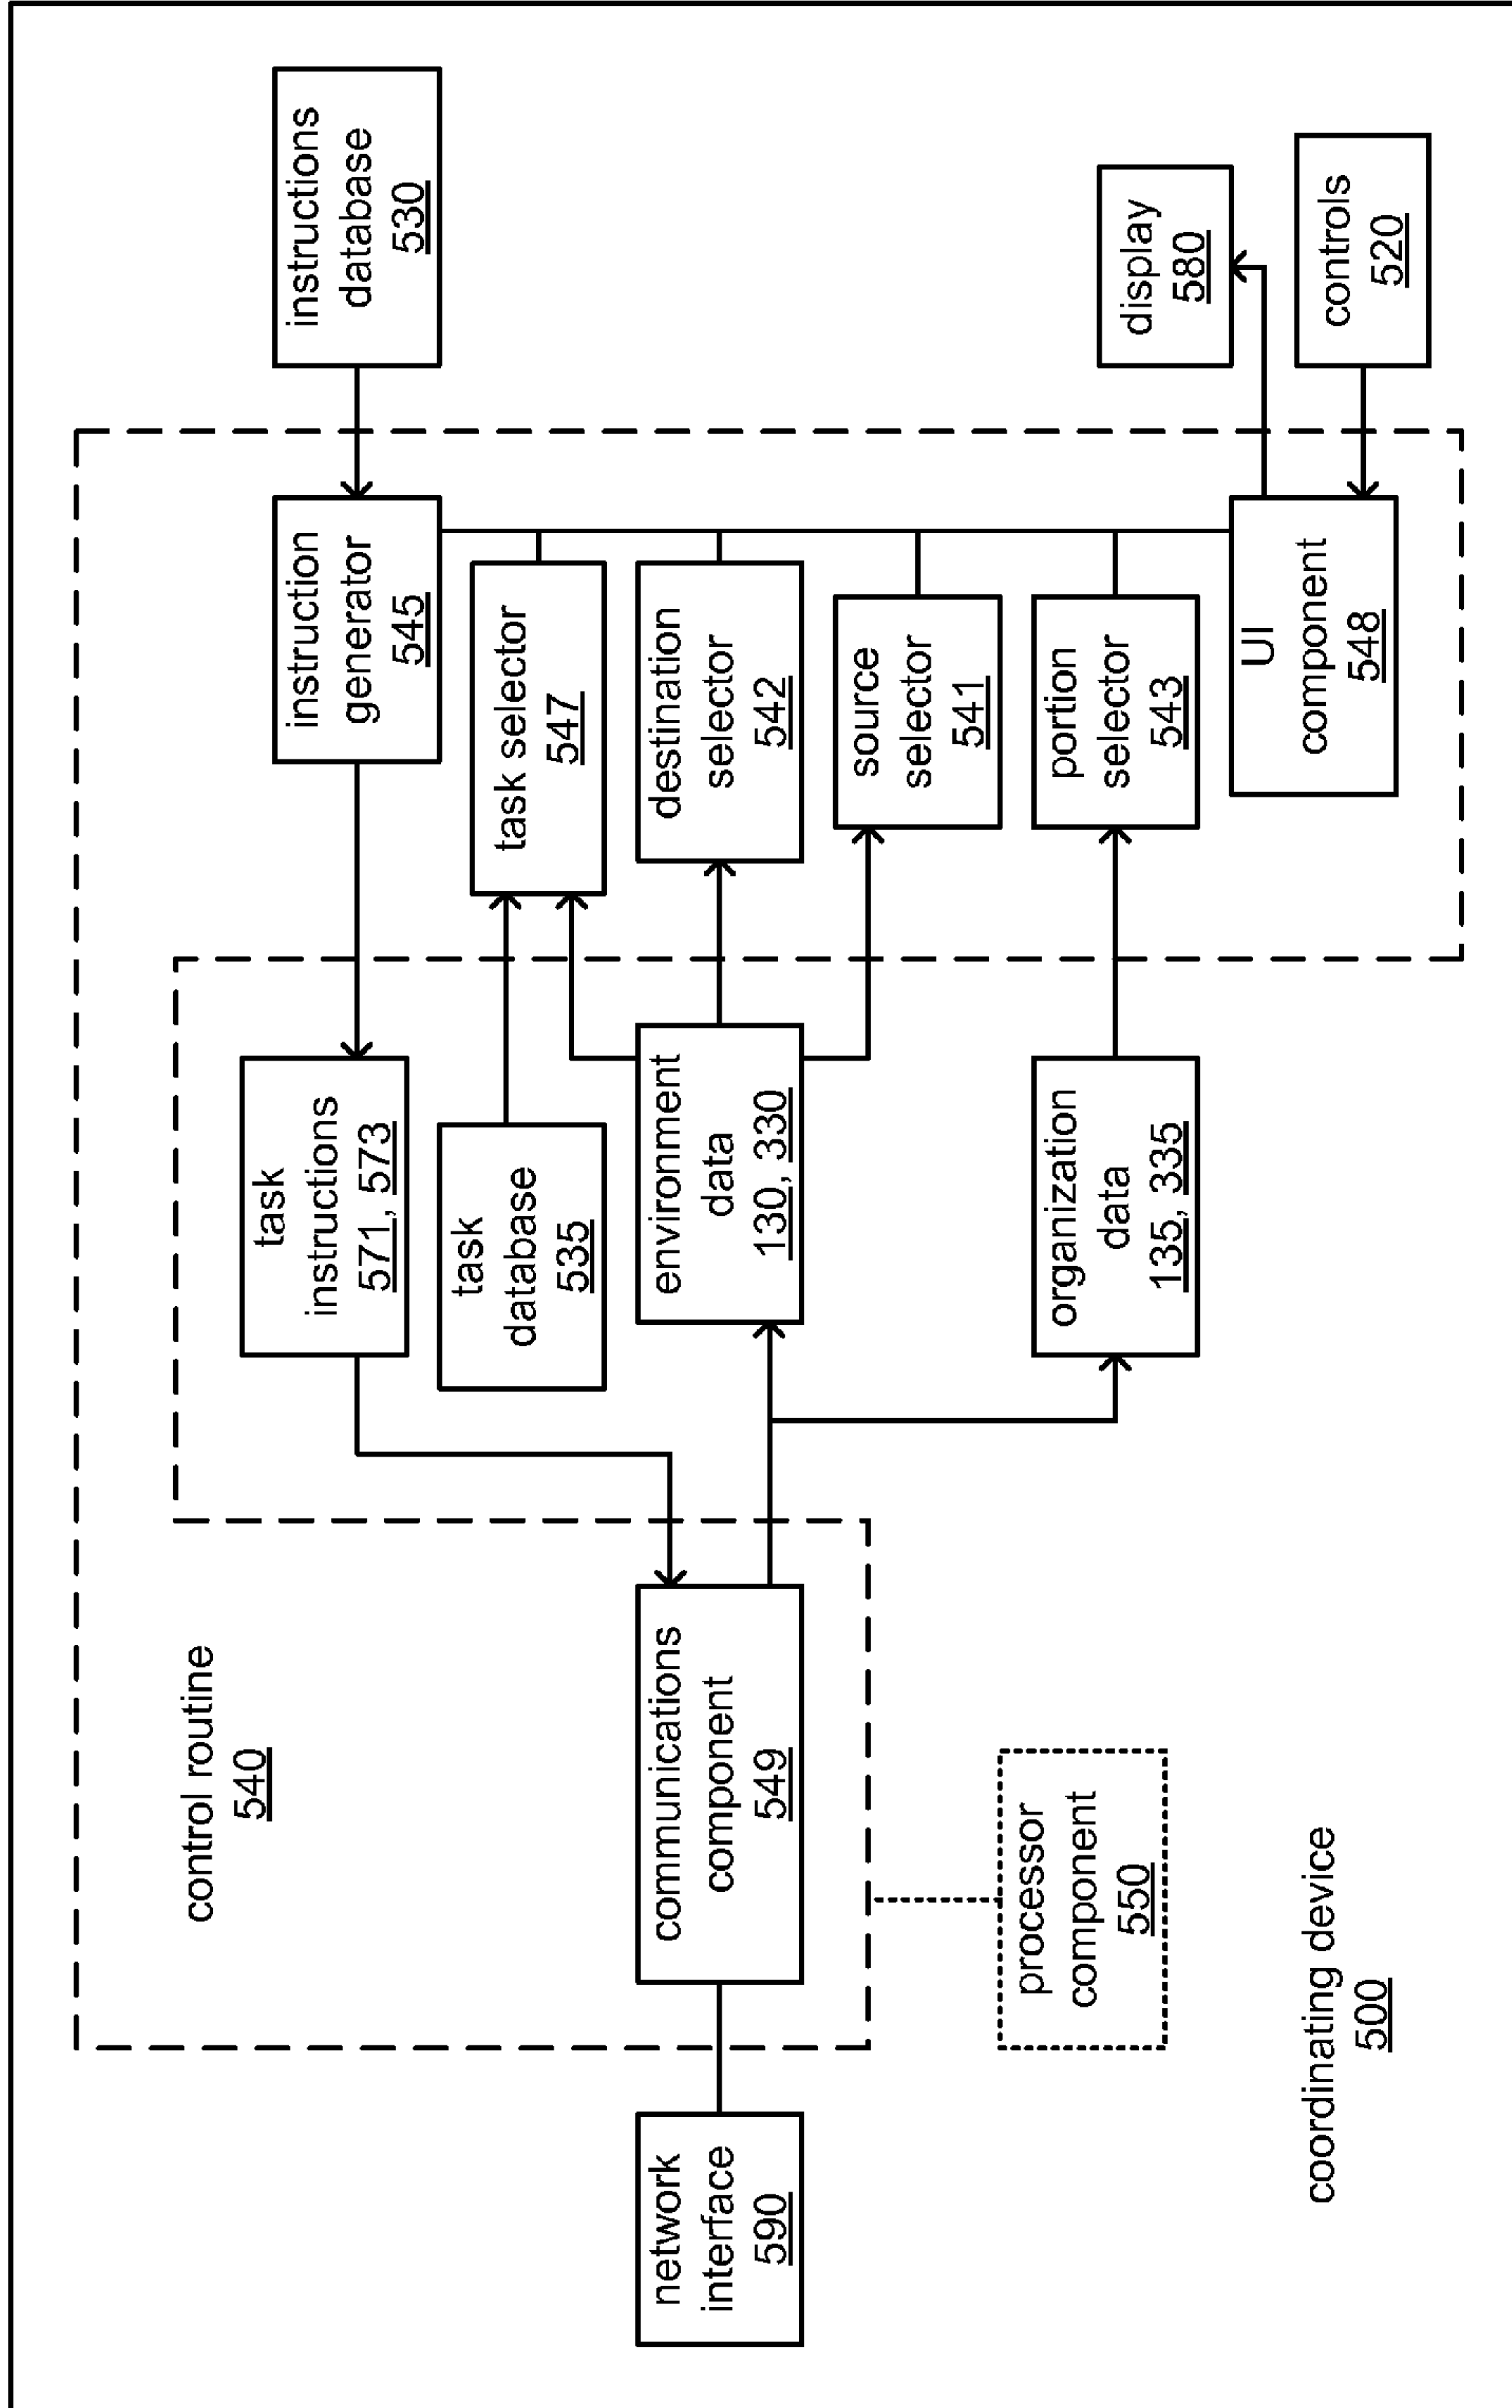 control routine
540
network
interface
590
communications
component
549
processor
component
550
coordinating device
500
task
instructions
571, 573
task
database
535
environment
data
130, 330
organization
data
135, 335
instruction
generator
545
task selector
547
destination
selector
542
source
selector
541
portion
selector
543
UI
component
548
instructions
database
530
display
580
controls
520